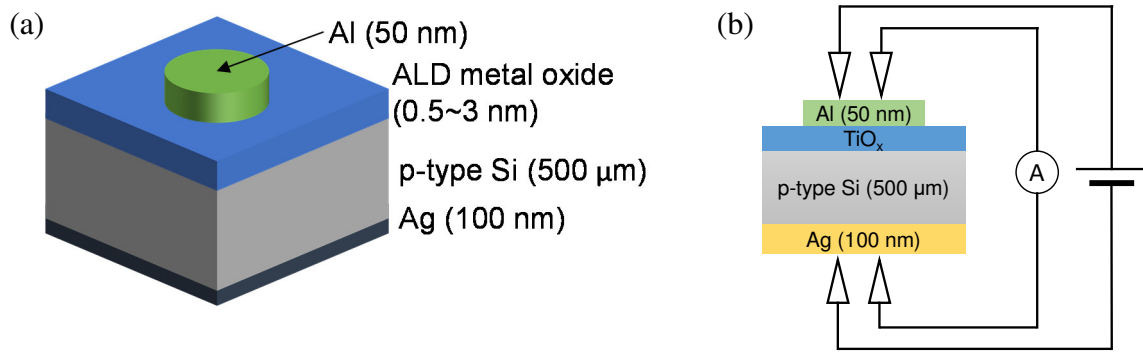 (a)
Al (50 nm)
ALD metal oxide
(0.5~3 nm)
p-type Si (500 μm)
Ag (100 nm)
(b)
Al (50 nm)
TiOₓ
p-type Si (500 µm)
Ag (100 nm)
A